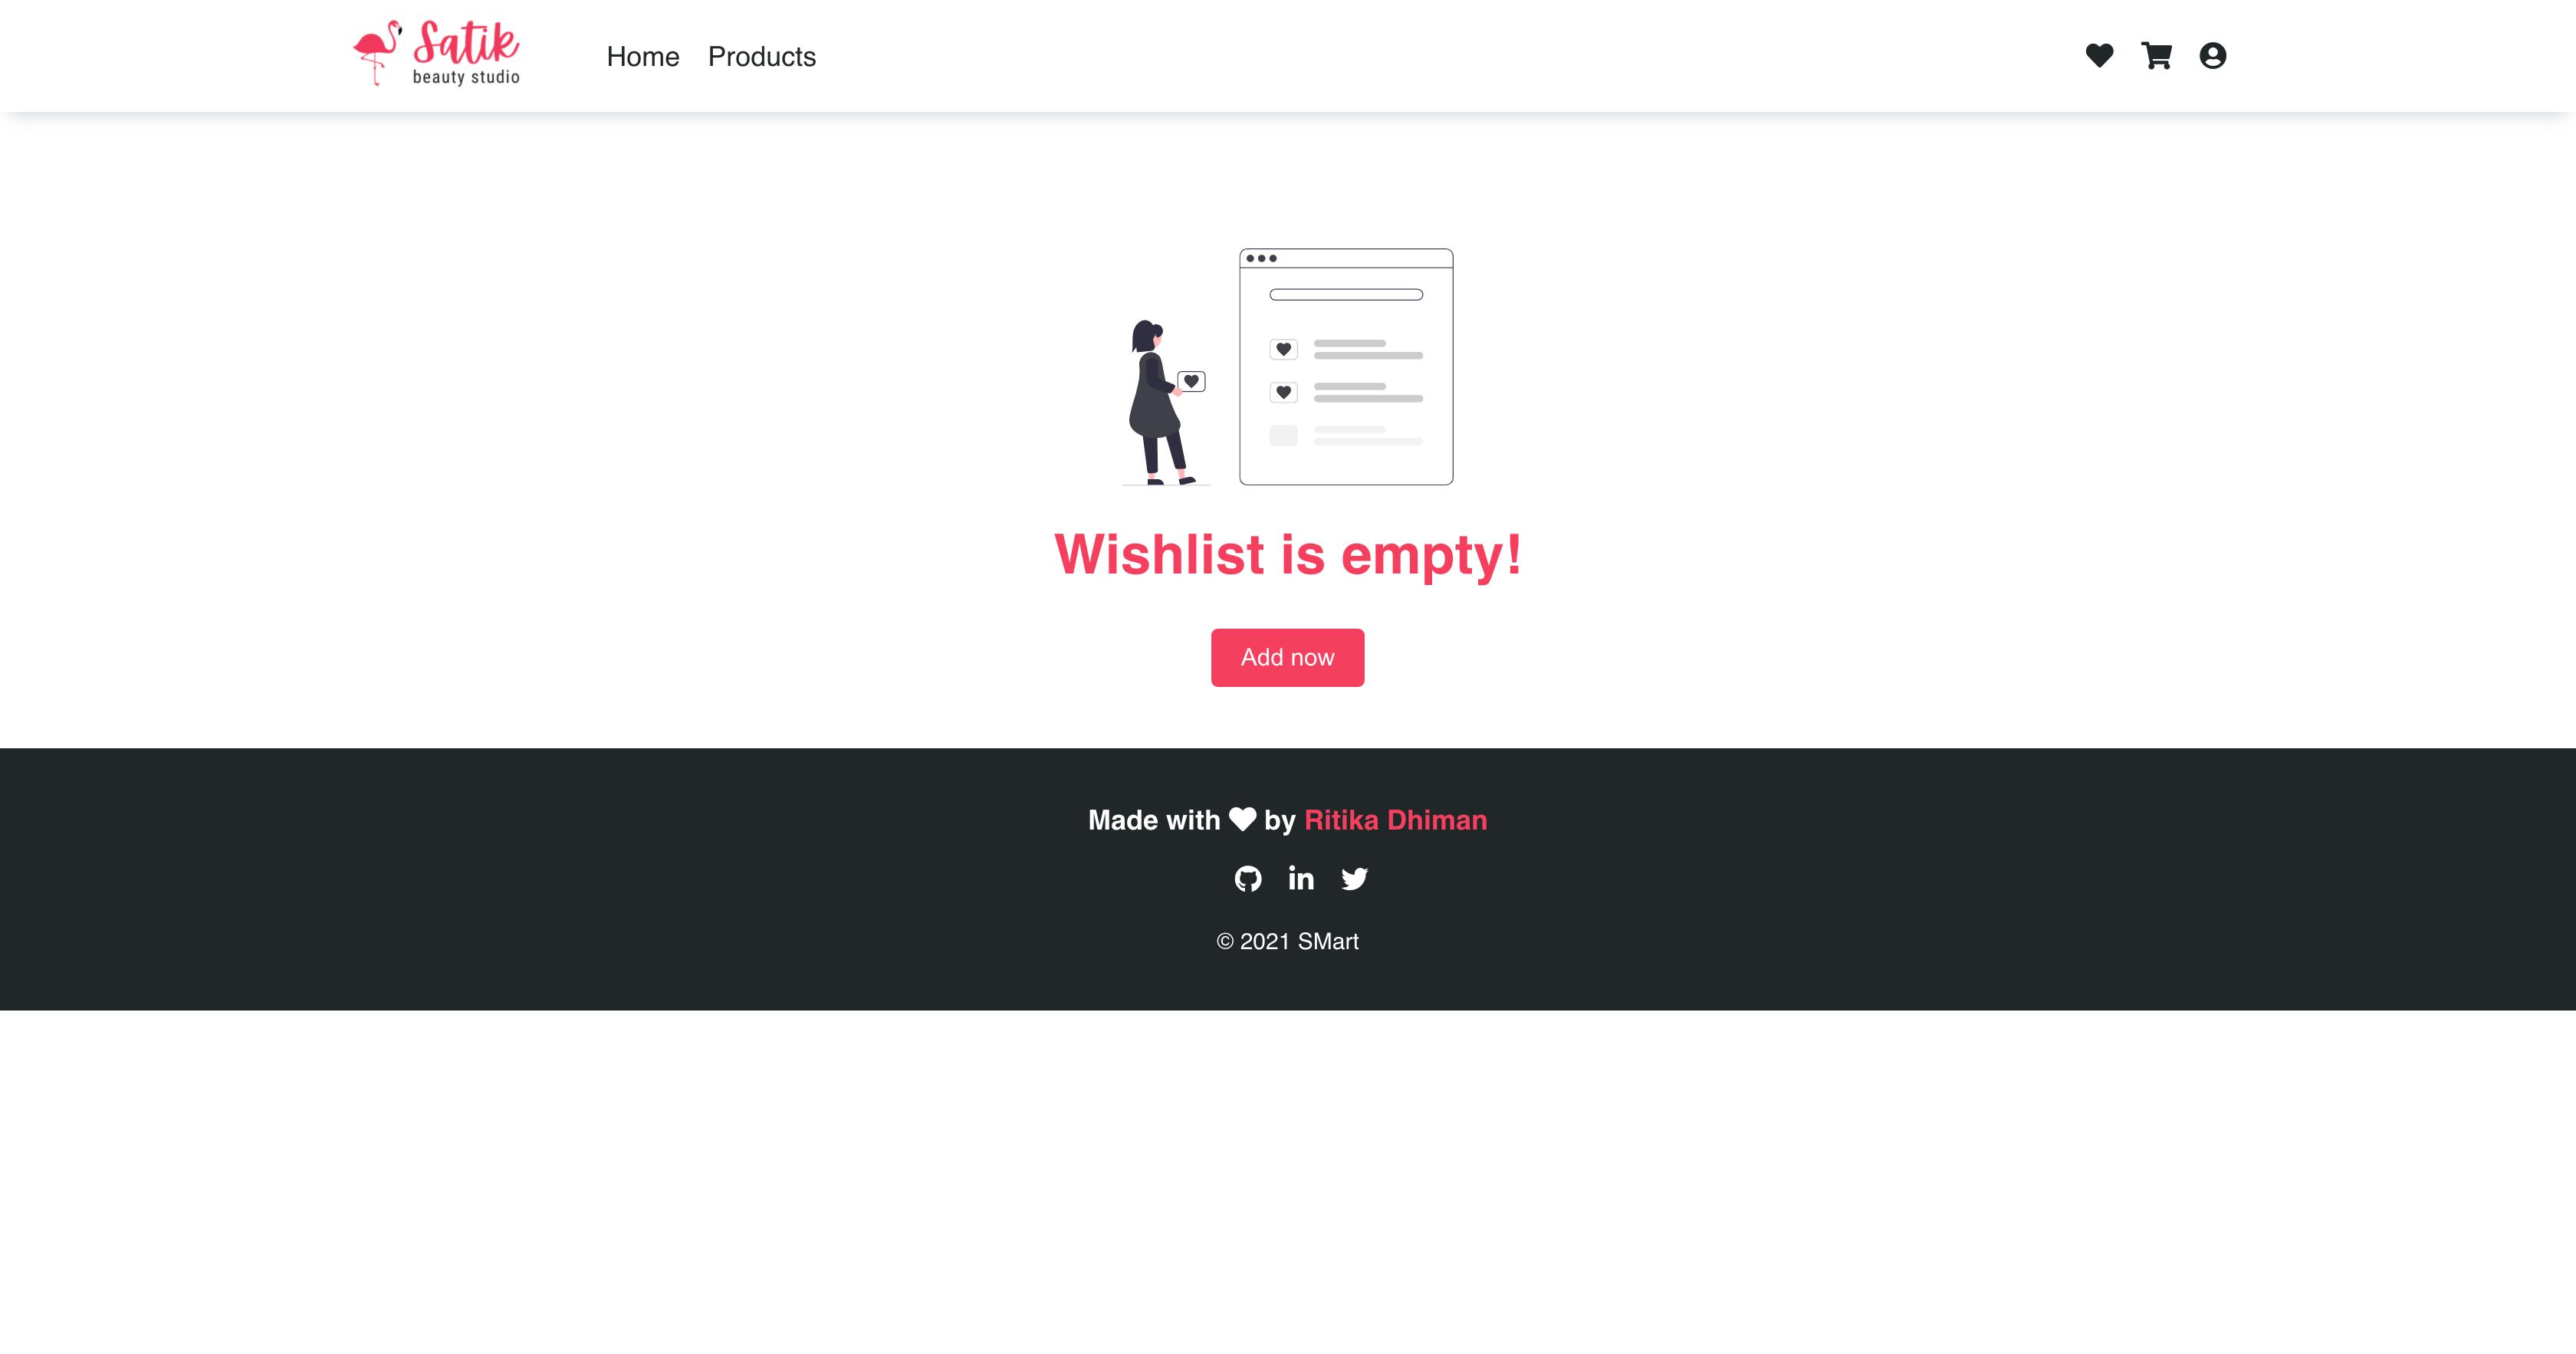 Satik
beauty studio
Home Products
Wishlist is empty!
Add now
Made with by Ritika Dhiman
in
© 2021 SMart